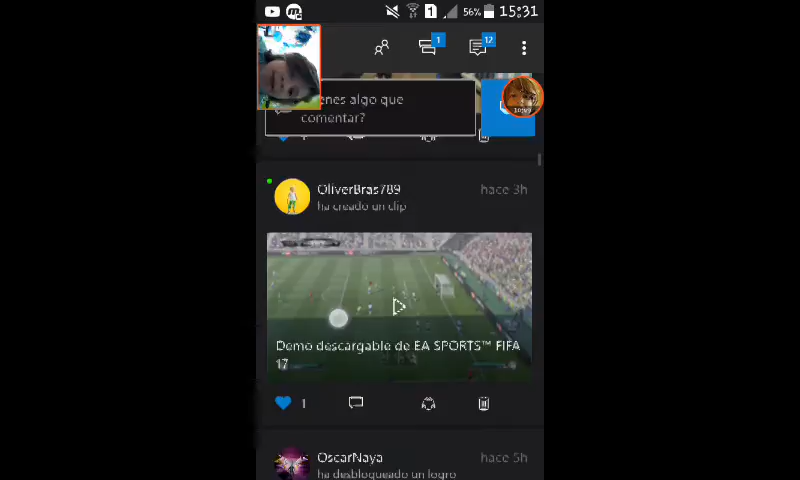 1 56% 15:31
1 12
enes algo que
comentar?
OliverBras789 hace 3h
ha creado un clip
Demo descargable de EA SPORTS™ FIFA
17
1
OscarNaya hace 5h
ha desbloqueado un logro